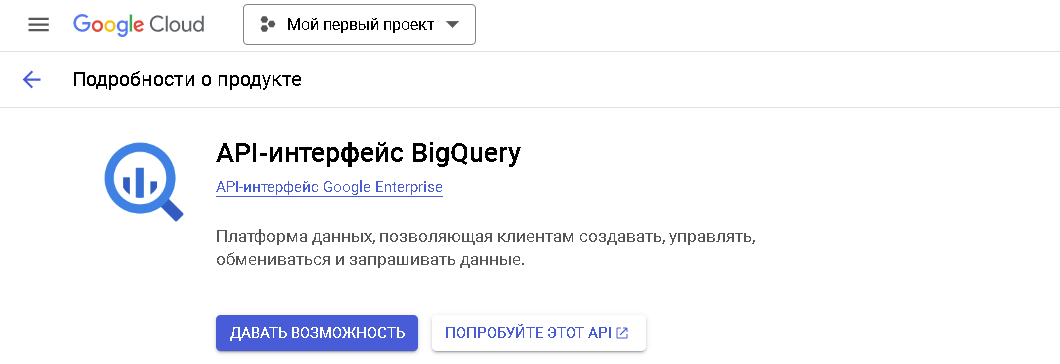 Google Cloud
Мой первый проект
Подробности о продукте
API-интерфейс BigQuery
API-интерфейс Google Enterprise
Платформа данных, позволяющая клиентам создавать, управлять,
обмениваться и запрашивать данные.
ДАВАТЬ ВОЗМОЖНОСТЬ
ПОПРОБУЙТЕ ЭТОТ API